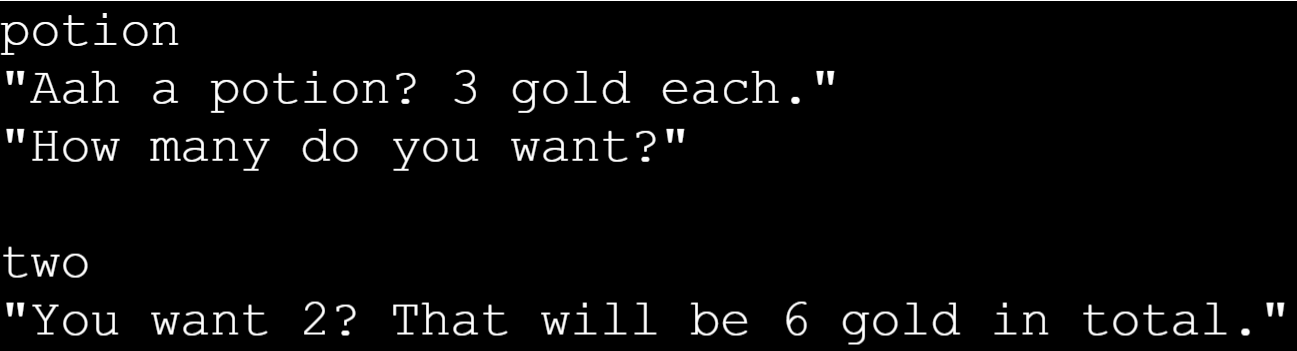 potion
"Aah a potion? 3 gold each."
"How many do you want?"
two
"You want 2? That will be 6 gold in total."